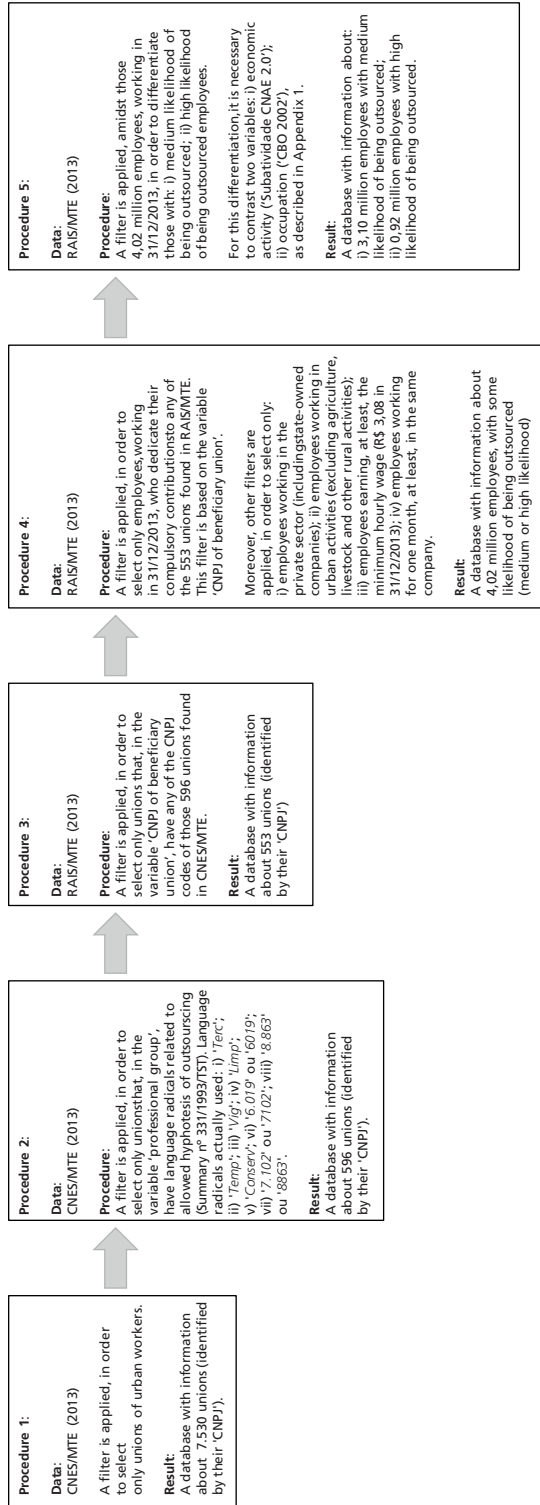 Procedure 1:
Data:
CNES/MTE (2013)
A filter is applied, in order
to select
only unions of urban workers.
Result:
A database with information
about 7.530 unions (identified
by their 'CNPJ').
Procedure 2:
Data:
CNES/MTE (2013)
Procedure:
A filter is applied, in order to
select only unionsthat, in the
variable 'professional group',
have language radicals related to
allowed hyphotesis of outsourscing
(Summary nº 331/1993/TST). Language
radicals actually used: i) 'Terc';
ii) 'Temp'; iii) 'Vig'; iv) 'Limp';
v) 'Conserv'; vi) '6.019' ou '6019';
vii) '7.102' ou '7102'; viii) '8.863'
ou '8863'.
Result:
A database with information
about 596 unions (identified
by their 'CNPJ').
Procedure 3:
Data:
RAIS/MTE (2013)
Procedure:
A filter is applied, in order to
select only unions that, in the
variable 'CNPJ of beneficiary
union', have any of the CNPJ
codes of those 596 unions found
in CNES/MTE.
Result:
A database with information
about 553 unions (identified
by their 'CNPJ')
Procedure 4:
Data:
RAIS/MTE (2013)
Procedure:
A filter is applied, in order to
select only employees,working
in 31/12/2013, who dedicate their
compulsory contributionsto any of
the 553 unions found in RAIS/MTE.
This filter is based on the variable
'CNPJ of beneficiary union'.
Moreover, other filters are
applied, in order to select only:
i) employees working in the
private sector (includingstate-owned
companies); ii) employees working in
urban activities (excluding agriculture,
livestock and other rural activities);
iii) employees earning, at least, the
minimum hourly wage (R$ 3,08 in
31/12/2013); iv) employees working
for one month, at least, in the same
company.
Result:
A database with information about
4,02 million employees, with some
likelihood of being outsourced
(medium or high likelihood)
Procedure 5:
Data:
RAIS/MTE (2013)
Procedure:
A filter is applied, amidst those
4,02 million employees, working in
31/12/2013, in order to differentiate
those with: i) medium likelihood of
being outsourced; ii) high likelihood
of being outsourced employees.
For this differentiation,it is necessary
to contrast two variables: i) economic
activity ('Subatividade CNAE 2.0');
ii) occupation ('CBO 2002'),
as described in Appendix 1.
Result:
A database with information about:
i) 3,10 million employees with medium
likelihood of being outsourced;
ii) 0,92 million employees with high
likelihood of being outsourced.